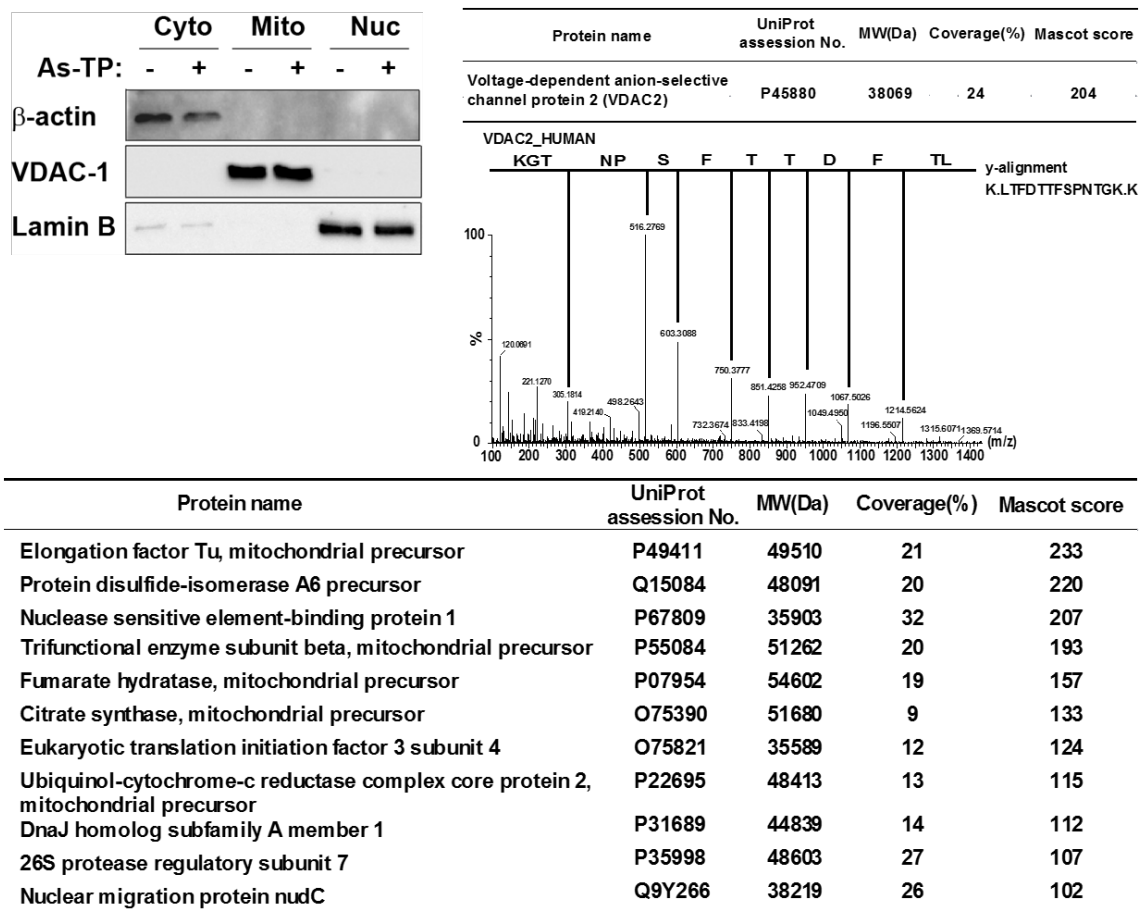 Cyto Mito Nuc
As-TP: - + - + - +
β-actin
VDAC-1
Lamin B
Protein name UniProt assession No. MW(Da) Coverage(%) Mascot score
Voltage-dependent anion-selective
channel protein 2 (VDAC2) P45880 38069 24 204
VDAC2_HUMAN
KGT NP S F T T D F TL
y-alignment
K.LTFDTTFSPNTGK.K
100
%
0
516.2769
603.3088
120.0691
221.1270
305.1814
419.2140
498.2643
732.3674
750.3777
833.4198
851.4258
952.4709
1049.4950
1067.5026
1196.5507
1214.5624
1315.6071
1369.5714
100 200 300 400 500 600 700 800 900 1000 1100 1200 1300 1400 (m/z)
Protein name UniProt assession No. MW(Da) Coverage(%) Mascot score
Elongation factor Tu, mitochondrial precursor P49411 49510 21 233
Protein disulfide-isomerase A6 precursor Q15084 48091 20 220
Nuclease sensitive element-binding protein 1 P67809 35903 32 207
Trifunctional enzyme subunit beta, mitochondrial precursor P55084 51262 20 193
Fumarate hydratase, mitochondrial precursor P07954 54602 19 157
Citrate synthase, mitochondrial precursor O75390 51680 9 133
Eukaryotic translation initiation factor 3 subunit 4 O75821 35589 12 124
Ubiquinol-cytochrome-c reductase complex core protein 2, P22695 48413 13 115
mitochondrial precursor
DnaJ homolog subfamily A member 1 P31689 44839 14 112
26S protease regulatory subunit 7 P35998 48603 27 107
Nuclear migration protein nudC Q9Y266 38219 26 102